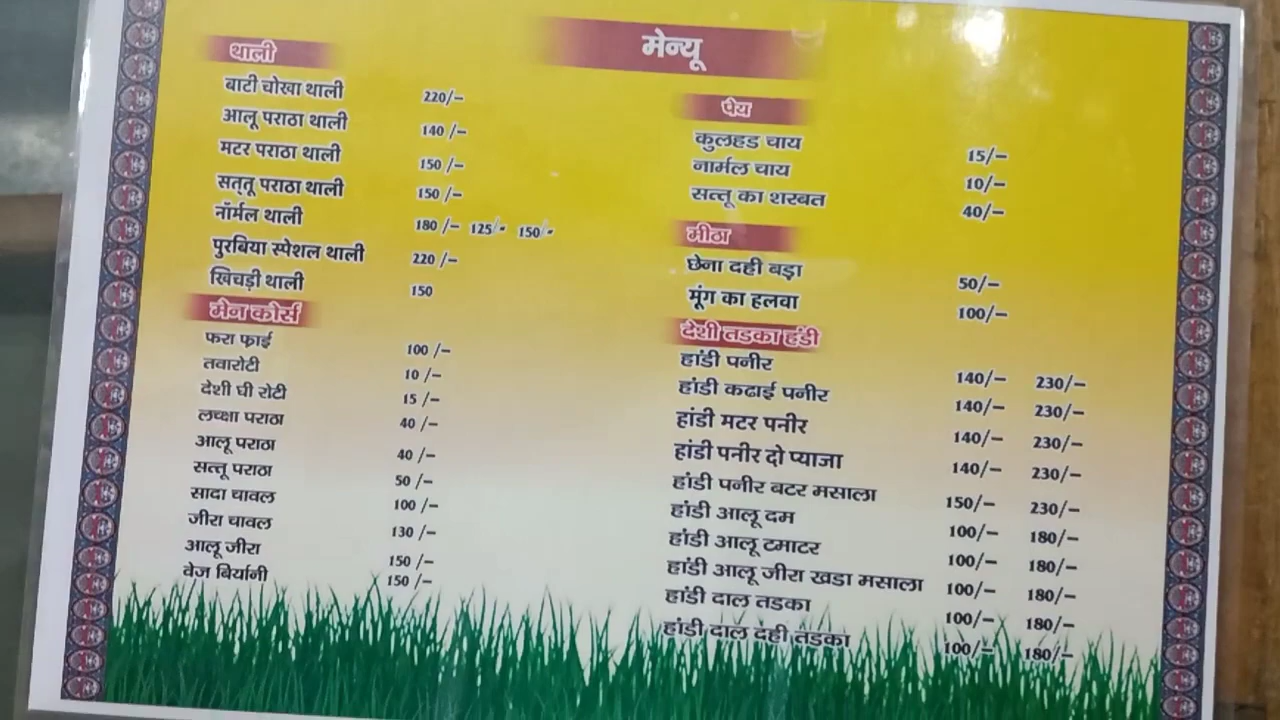 मेन्यू
थाली
बाटी चोखा थाली 220/-
आलू पराठा थाली 140/-
मटर पराठा थाली 150/-
सत्तू पराठा थाली 150/-
नॉर्मल थाली 180/- 125/- 150/-
पुरबिया स्पेशल थाली 220/-
खिचड़ी थाली 150
मेन कोर्स
फरा फ्राई 100/-
तवारोटी 10/-
देशी घी रोटी 15/-
लच्क्षा पराठा 40/-
आलू पराठा 40/-
सत्तू पराठा 50/-
सादा चावल 100/-
जीरा चावल 130/-
आलू जीरा 150/-
वेज बिर्यानी 150/-
पेय
कुलहड चाय 15/-
नार्मल चाय 10/-
सत्तू का शरबत 40/-
मीठा
छेना दही बड़ा 50/-
मूंग का हलवा 100/-
देशी तडका हंडी
हांडी पनीर 140/- 230/-
हांडी कढाई पनीर 140/- 230/-
हांडी मटर पनीर 140/- 230/-
हांडी पनीर दो प्याजा 140/- 230/-
हांडी पनीर बटर मसाला 150/- 230/-
हांडी आलू दम 100/- 180/-
हांडी आलू टमाटर 100/- 180/-
हांडी आलू जीरा खडा मसाला 100/- 180/-
हांडी दाल तडका 100/- 180/-
हांडी दाल दही तडका 100/- 180/-